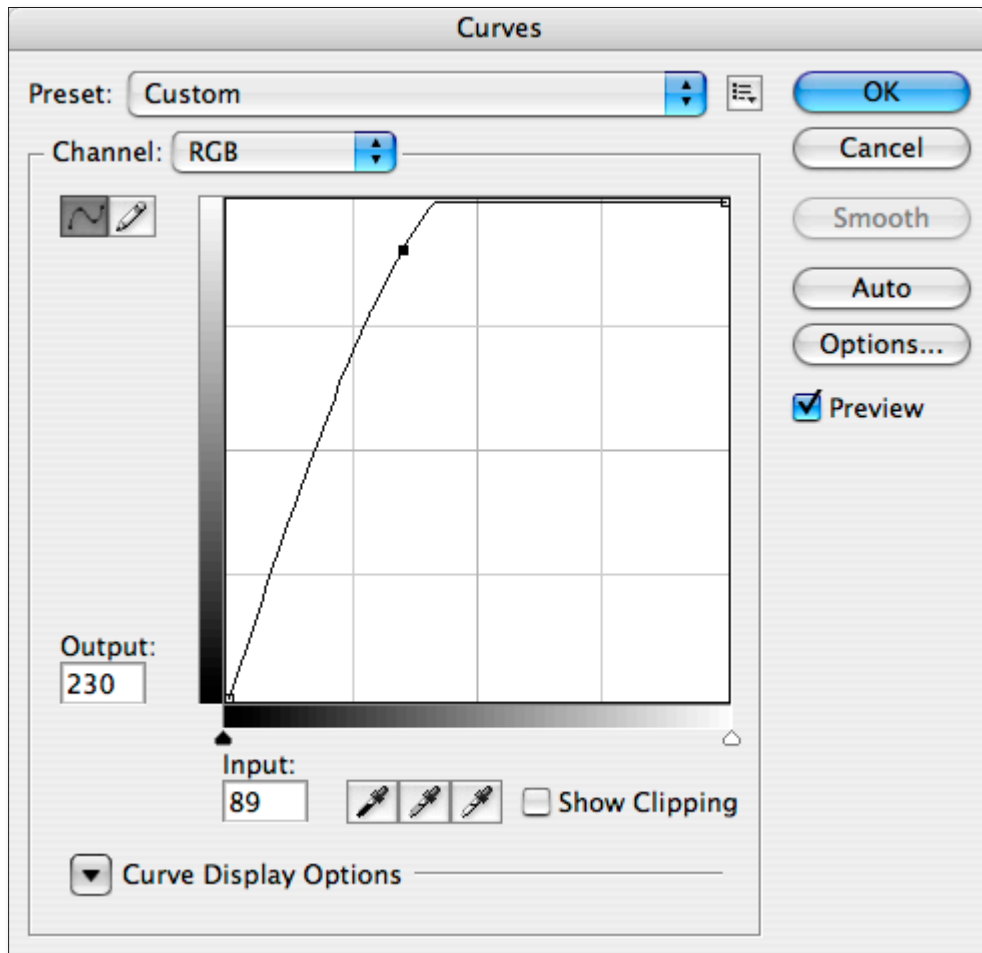 Curves
Preset: Custom
OK
Channel: RGB
Cancel
Smooth
Auto
Options...
Preview
Output:
230
Input:
89
Show Clipping
Curve Display Options